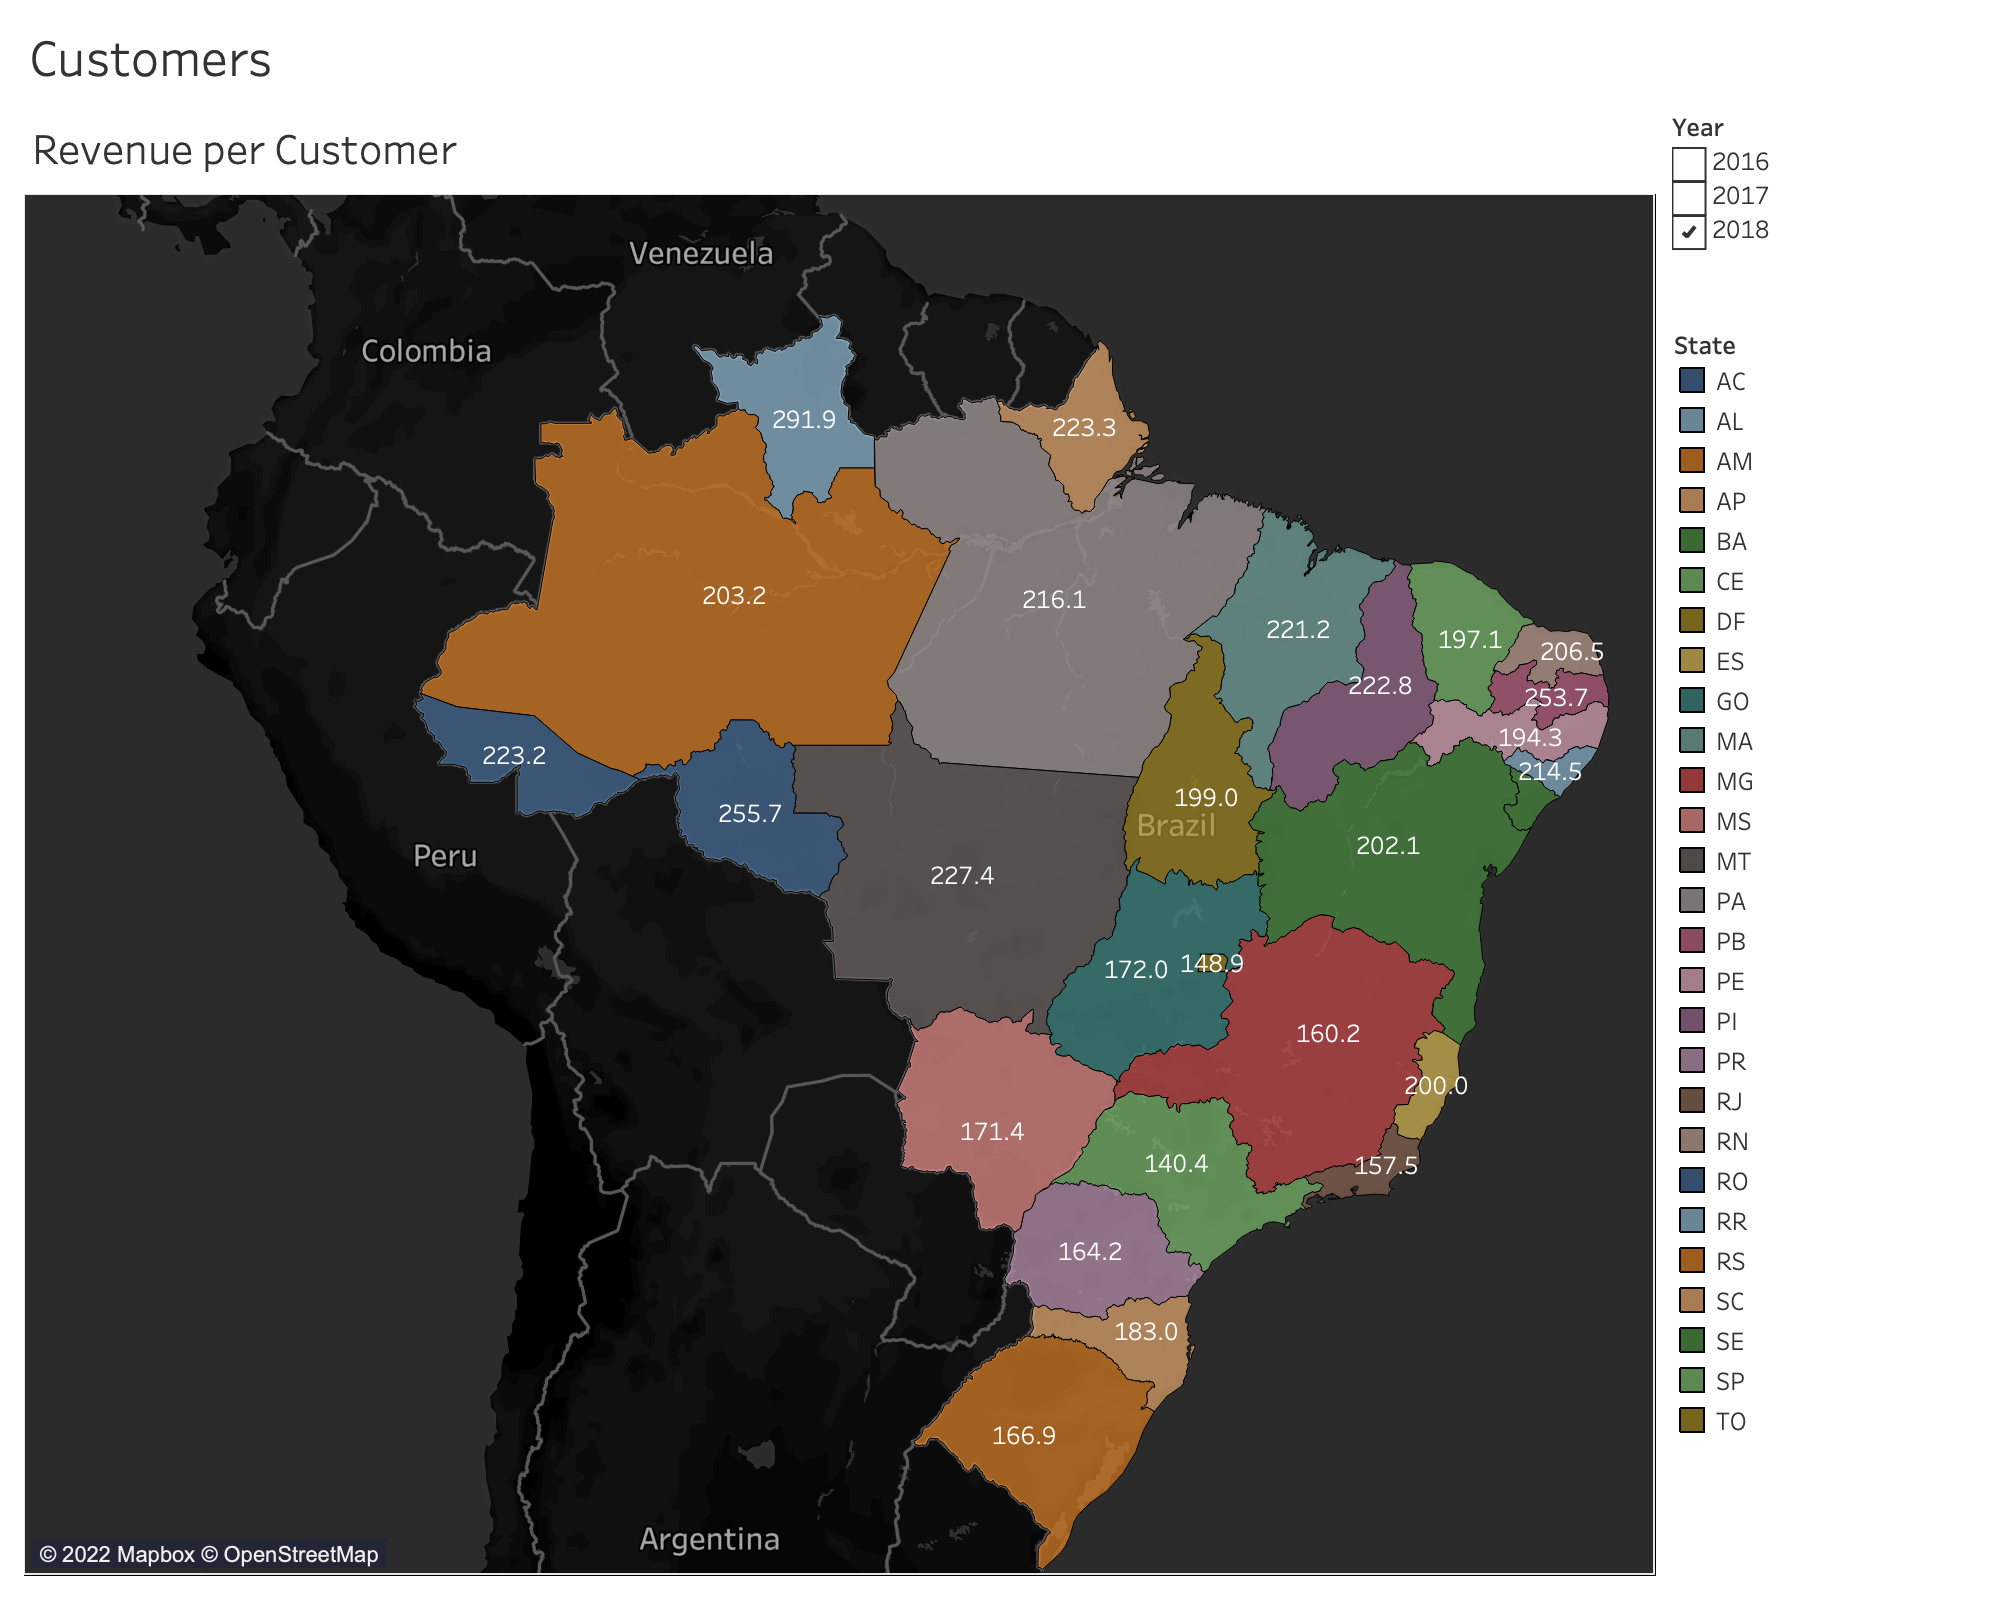 Customers
Revenue per Customer
Year
2016
2017
2018
State
AC
AL
AM
AP
BA
CE
DF
ES
GO
MA
MG
MS
MT
PA
PB
PE
PI
PR
RJ
RN
RO
RR
RS
SC
SE
SP
TO
Venezuela
Colombia
291.9
223.3
203.2
216.1
221.2
197.1
206.5
222.8
253.7
194.3
223.2
214.5
199.0
255.7
Brazil
202.1
Peru
227.4
172.0
148.9
160.2
200.0
171.4
140.4
157.5
164.2
183.0
166.9
Argentina
© 2022 Mapbox © OpenStreetMap